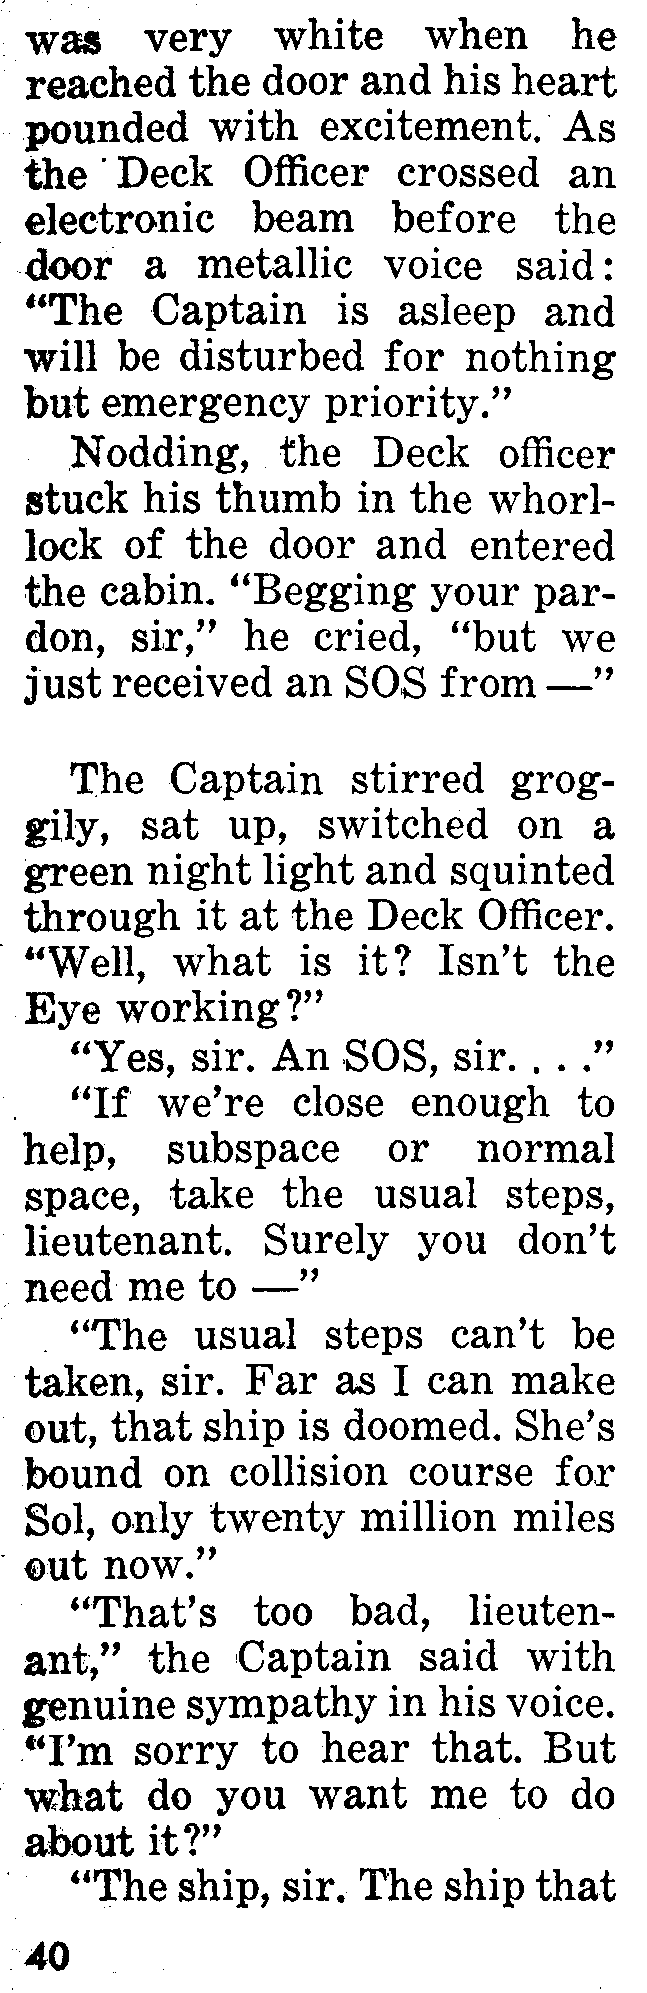 was very white when he
reached the door and his heart
pounded with excitement. As
the Deck Officer crossed an
electronic beam before the
door a metallic voice said:
“The Captain is asleep and
will be disturbed for nothing
but emergency priority.”
Nodding, the Deck officer
stuck his thumb in the whorl-
lock of the door and entered
the cabin. “Begging your par-
don, sir,” he cried, “but we
just received an SOS from —”
The Captain stirred grog-
gily, sat up, switched on a
green night light and squinted
through it at the Deck Officer.
“Well, what is it? Isn’t the
Eye working?”
“Yes, sir. An SOS, sir. . . .”
“If we’re close enough to
help, subspace or normal
space, take the usual steps,
lieutenant. Surely you don’t
need me to —”
“The usual steps can’t be
taken, sir. Far as I can make
out, that ship is doomed. She’s
bound on collision course for
Sol, only twenty million miles
out now.”
“That’s too bad, lieuten-
ant,” the Captain said with
genuine sympathy in his voice.
“I’m sorry to hear that. But
what do you want me to do
about it?”
“The ship, sir. The ship that
40